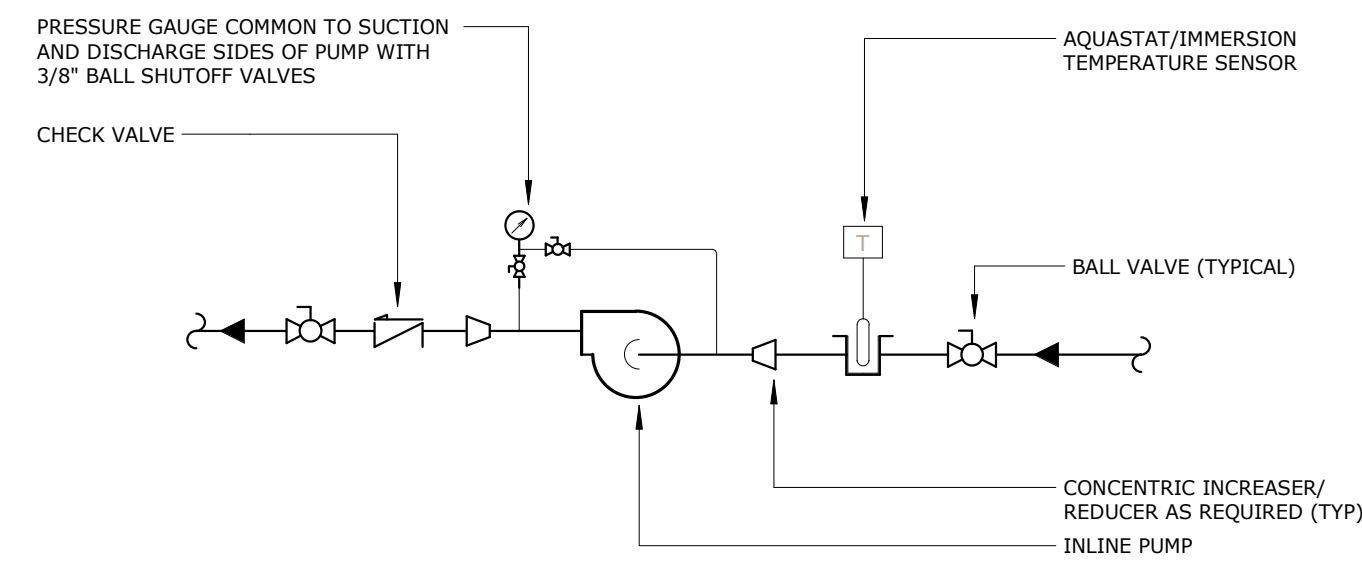 PRESSURE GAUGE COMMON TO SUCTION
AND DISCHARGE SIDES OF PUMP WITH
3/8" BALL SHUTOFF VALVES
CHECK VALVE
AQUASTAT/IMMERSION
TEMPERATURE SENSOR
T
BALL VALVE (TYPICAL)
CONCENTRIC INCREASER/
REDUCER AS REQUIRED (TYP)
INLINE PUMP